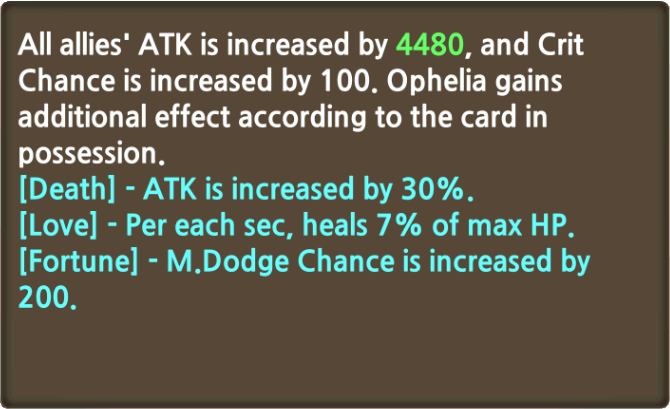 All allies' ATK is increased by 4480, and Crit
Chance is increased by 100. Ophelia gains
additional effect according to the card in
possession.
[Death] - ATK is increased by 30%.
[Love] - Per each sec, heals 7% of max HP.
[Fortune] - M.Dodge Chance is increased by
200.